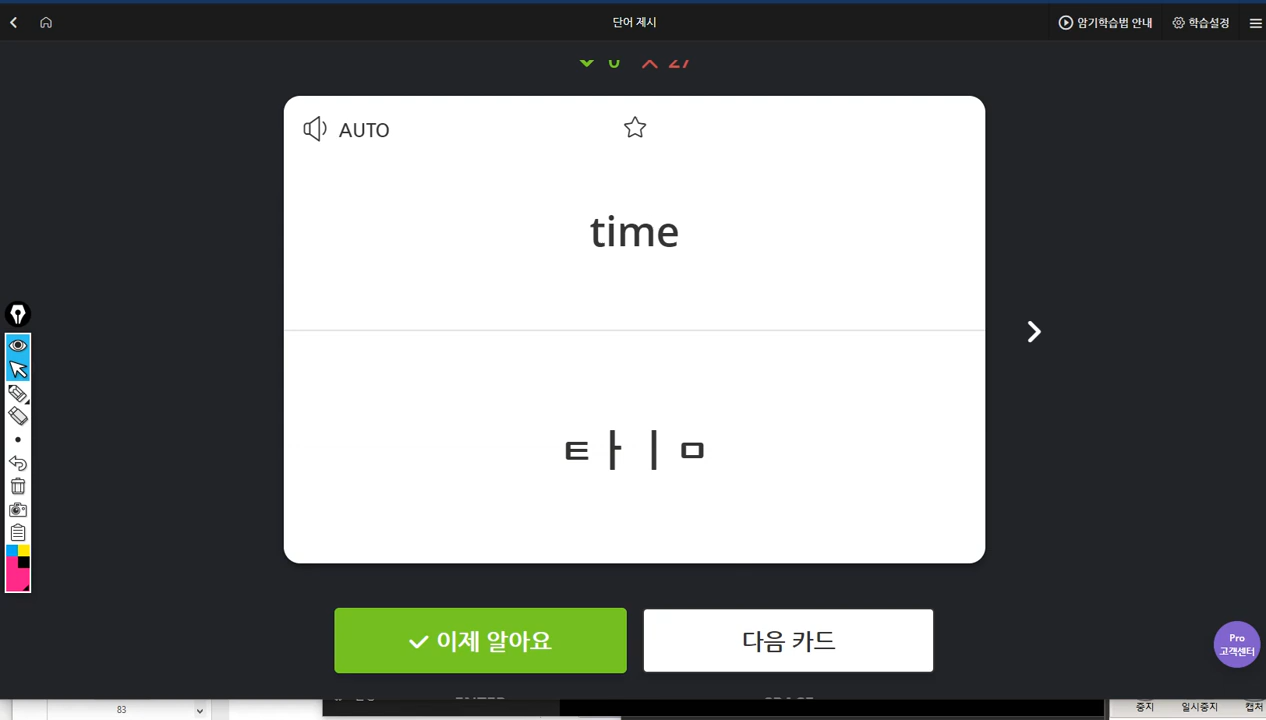 단어 제시
암기학습법 안내
학습설정
AUTO
time
ㅌㅏㅣㅁ
이제 알아요
다음 카드
Pro
고객센터
83
중지
일시중지
캡처